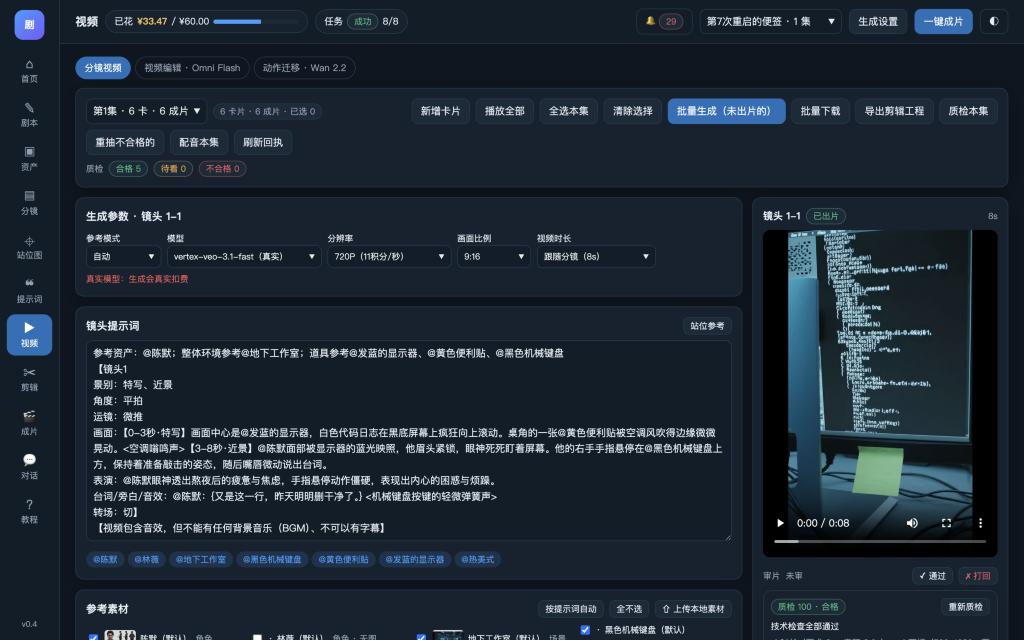 剧
视频
已花 ¥33.47 / ¥60.00
任务 成功 8/8
🔔 29
第7次重启的便签 · 1 集 ▼
生成设置
一键成片
首页
剧本
资产
分镜
站位图
提示词
视频
剪辑
成片
对话
? 教程
v0.4
分镜视频
视频编辑 · Omni Flash
动作迁移 · Wan 2.2
第1集 · 6 卡 · 6 成片 ▼
6 卡片 · 6 成片 · 已选 0
新增卡片
播放全部
全选本集
清除选择
批量生成（未出片的）
批量下载
导出剪辑工程
质检本集
重抽不合格的
配音本集
刷新回执
质检 合格 5 待看 0 不合格 0
生成参数 · 镜头 1-1
参考模式 模型 分辨率 画面比例 视频时长
自动 ▼ vertex-veo-3.1-fast（真实） ▼ 720P（11积分/秒） ▼ 9:16 ▼ 跟随分镜（8s） ▼
真实模型：生成会真实扣费
镜头提示词
站位参考
参考资产：@陈默；整体环境参考@地下工作室；道具参考@发蓝的显示器、@黄色便利贴、@黑色机械键盘
【镜头1
景别：特写、近景
角度：平拍
运镜：微推
画面：【0-3秒·特写】画面中心是@发蓝的显示器，白色代码日志在黑底屏幕上疯狂向上滚动。桌角的一张@黄色便利贴被空调风吹得边缘微微
晃动。<空调嗡鸣声>【3-8秒·近景】@陈默面部被显示器的蓝光映照，他眉头紧锁，眼神死死盯着屏幕。他的右手手指悬停在@黑色机械键盘上
方，保持着准备敲击的姿态，随后嘴唇微动说出台词。
表演：@陈默眼神透出熬夜后的疲惫与焦虑，手指悬停动作僵硬，表现出内心的困惑与烦躁。
台词/旁白/音效：@陈默：{又是这一行，昨天明明删干净了。} <机械键盘按键的轻微弹簧声>
转场：切】
【视频包含音效，但不能有任何背景音乐（BGM）、不可以有字幕】
@陈默 @林薇 @地下工作室 @黑色机械键盘 @黄色便利贴 @发蓝的显示器 @热美式
参考素材
按提示词自动
全不选
⇧ 上传本地素材
陈默（默认） 角色
· 林薇（默认） 角色 · 无图
地下工作室（默认） 场景
· 黑色机械键盘（默认）
镜头 1-1 已出片 8s
0:00 / 0:08
审片 未审
✓ 通过
✗ 打回
质检 100 · 合格
重新质检
技术检查全部通过